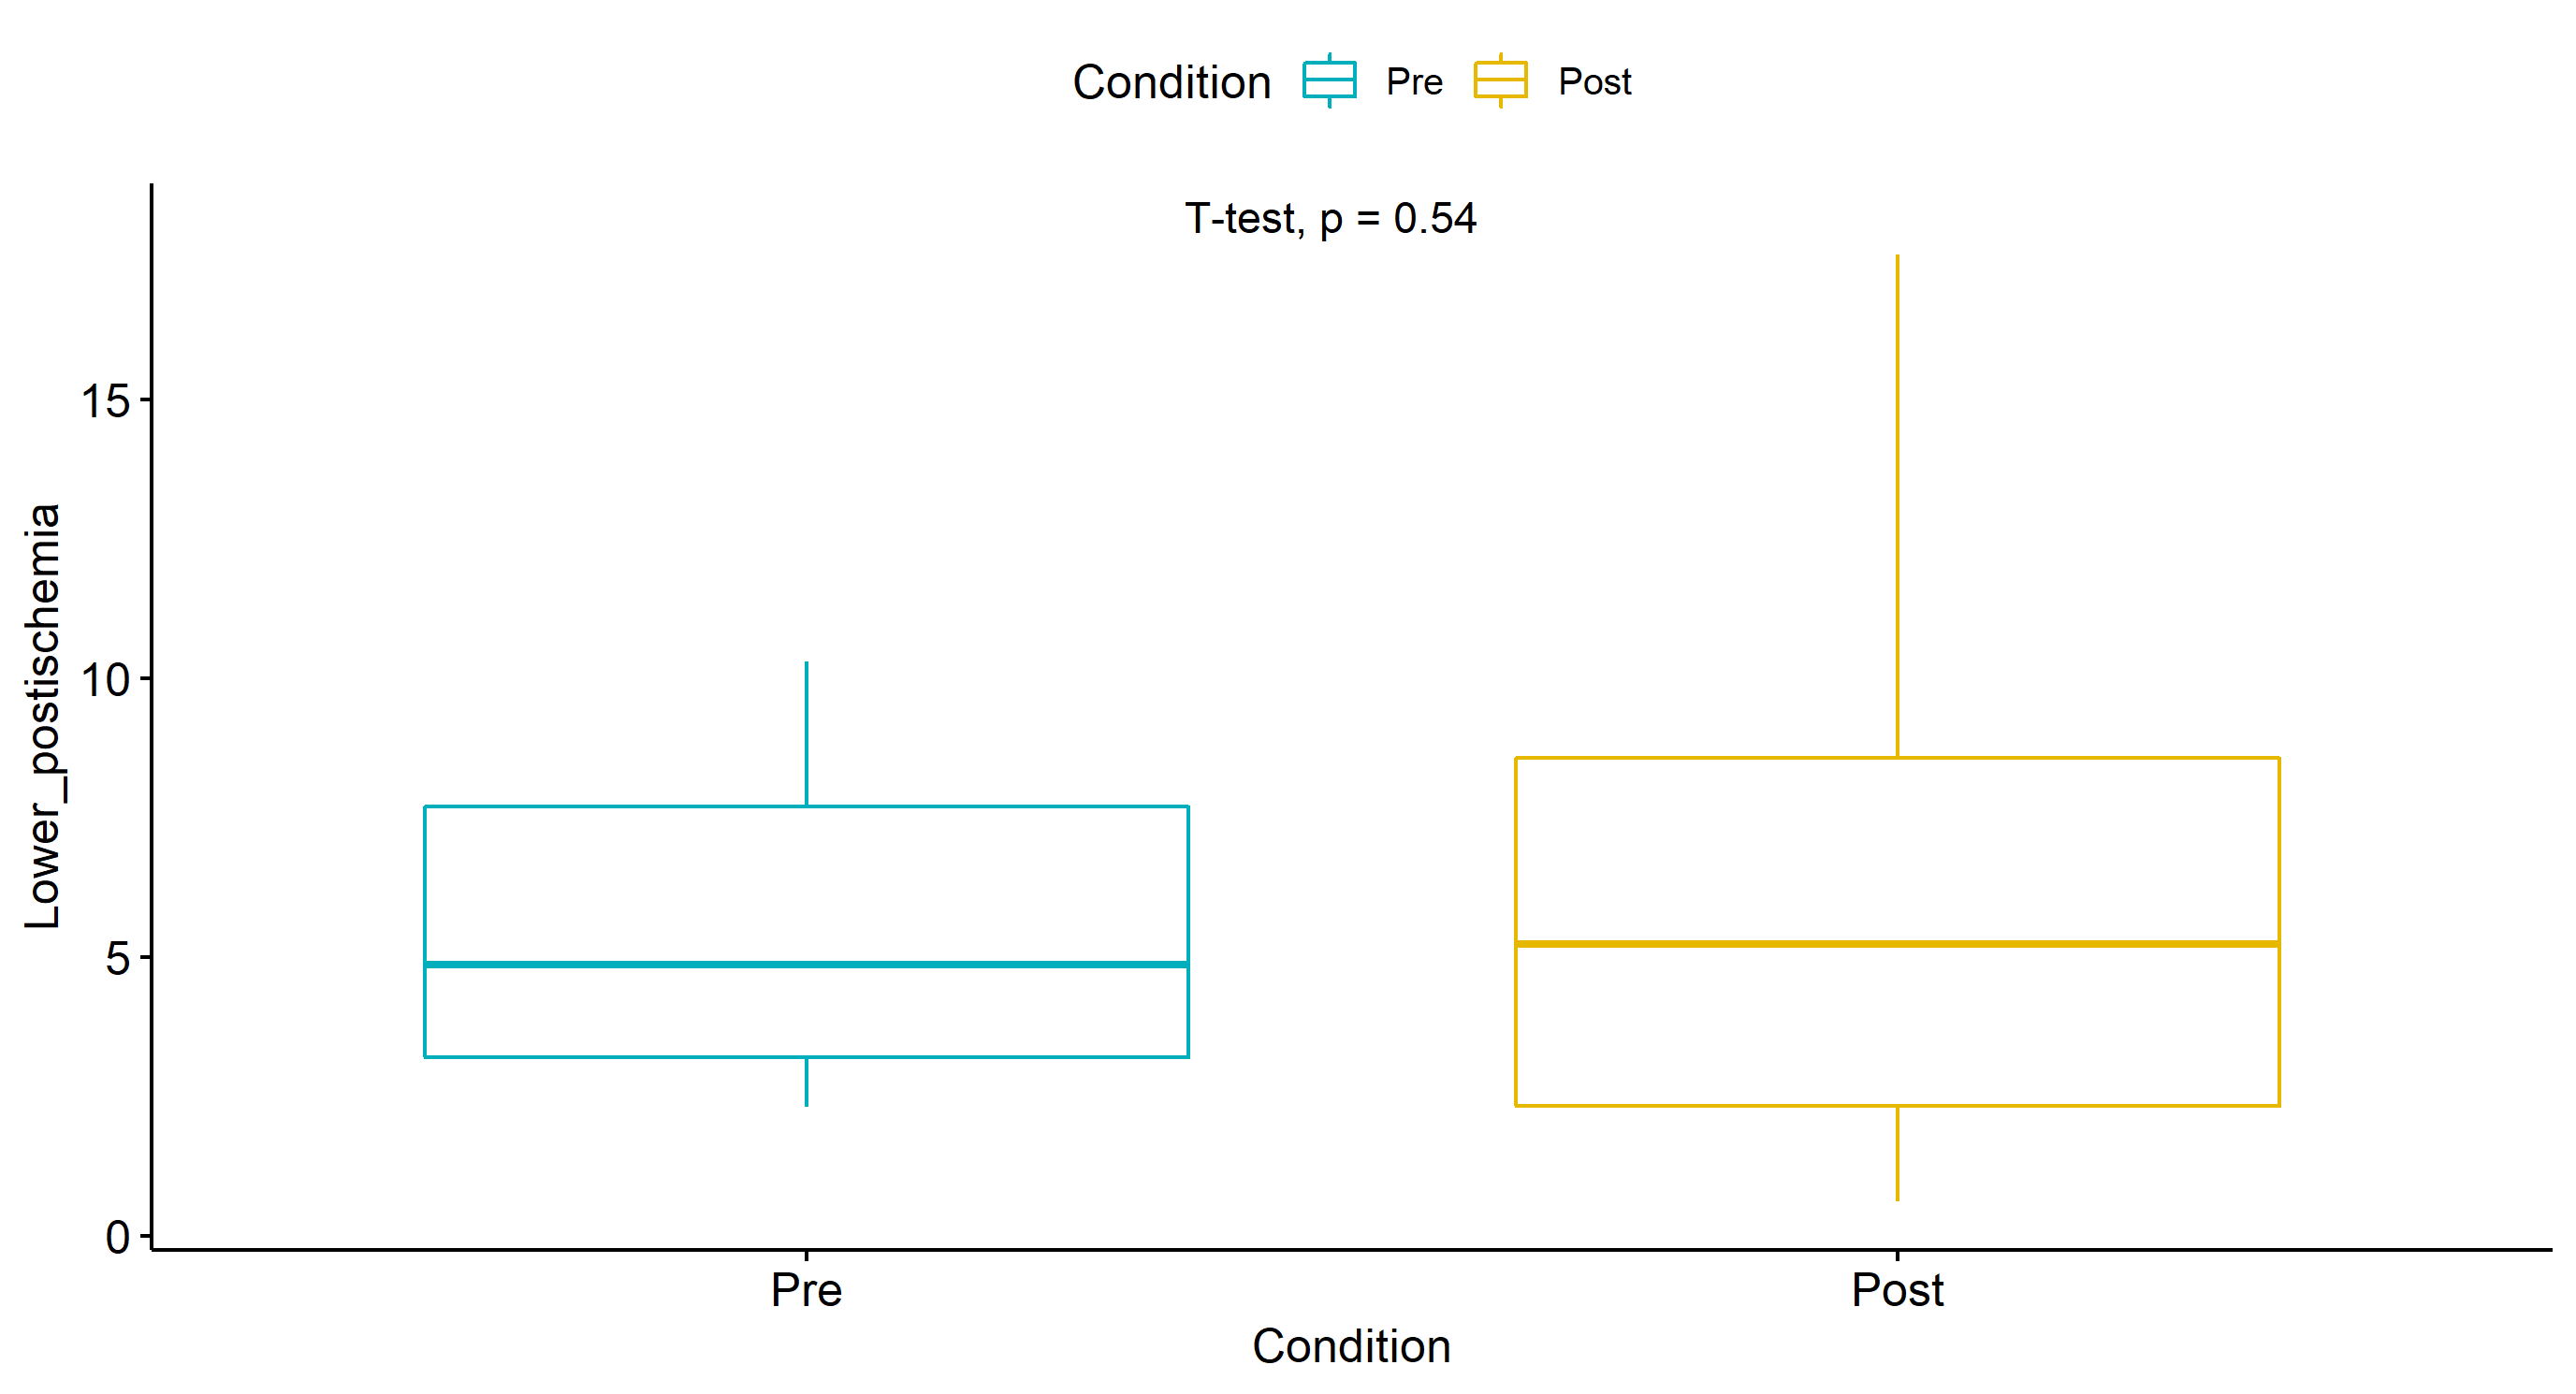 Condition Pre Post
T-test, p = 0.54
Lower_postischemia
15
10
5
0
Pre Post
Condition